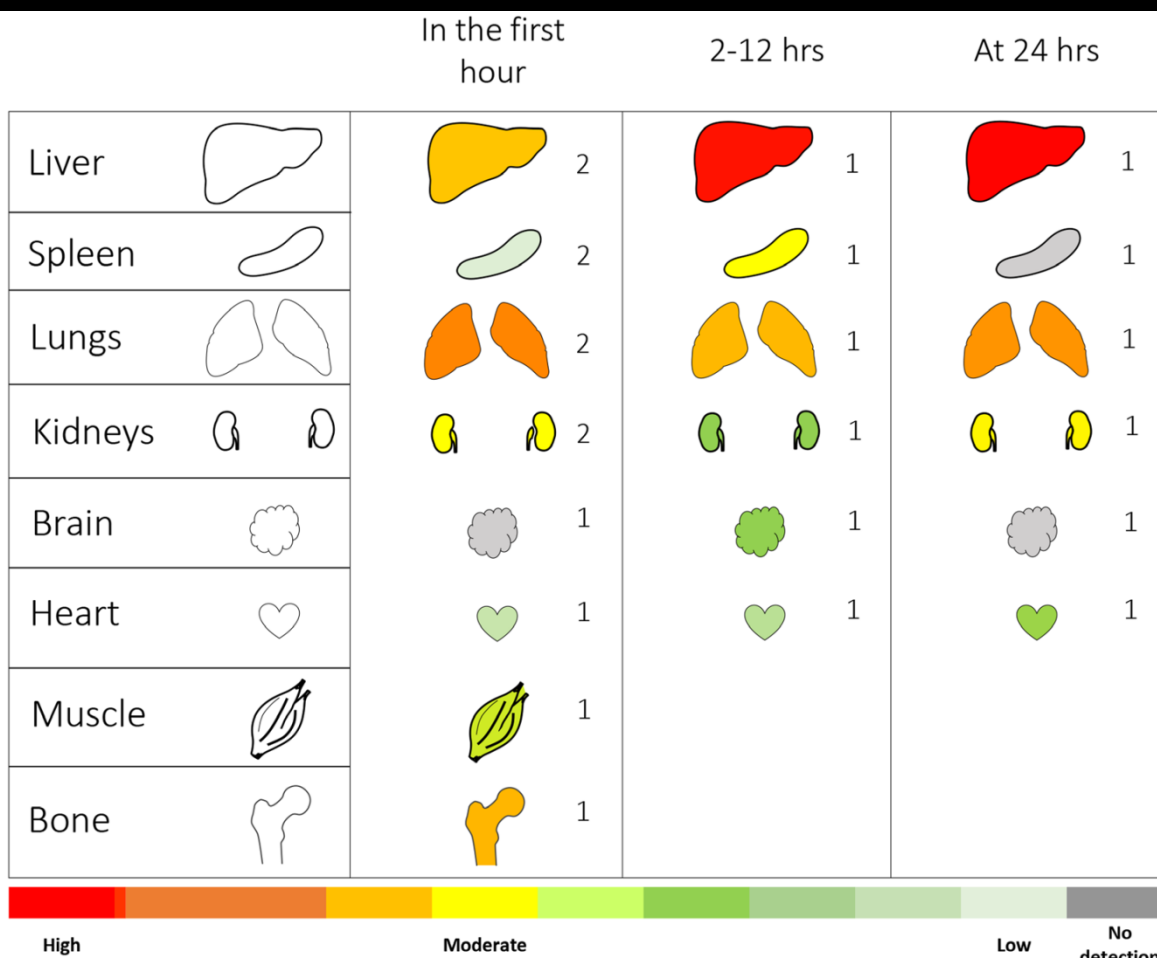 In the first
hour
2-12 hrs
At 24 hrs
Liver
2
1
1
Spleen
2
1
1
Lungs
2
1
1
Kidneys
2
1
1
Brain
1
1
1
Heart
1
1
1
Muscle
1
Bone
1
High
Moderate
Low
No
detection